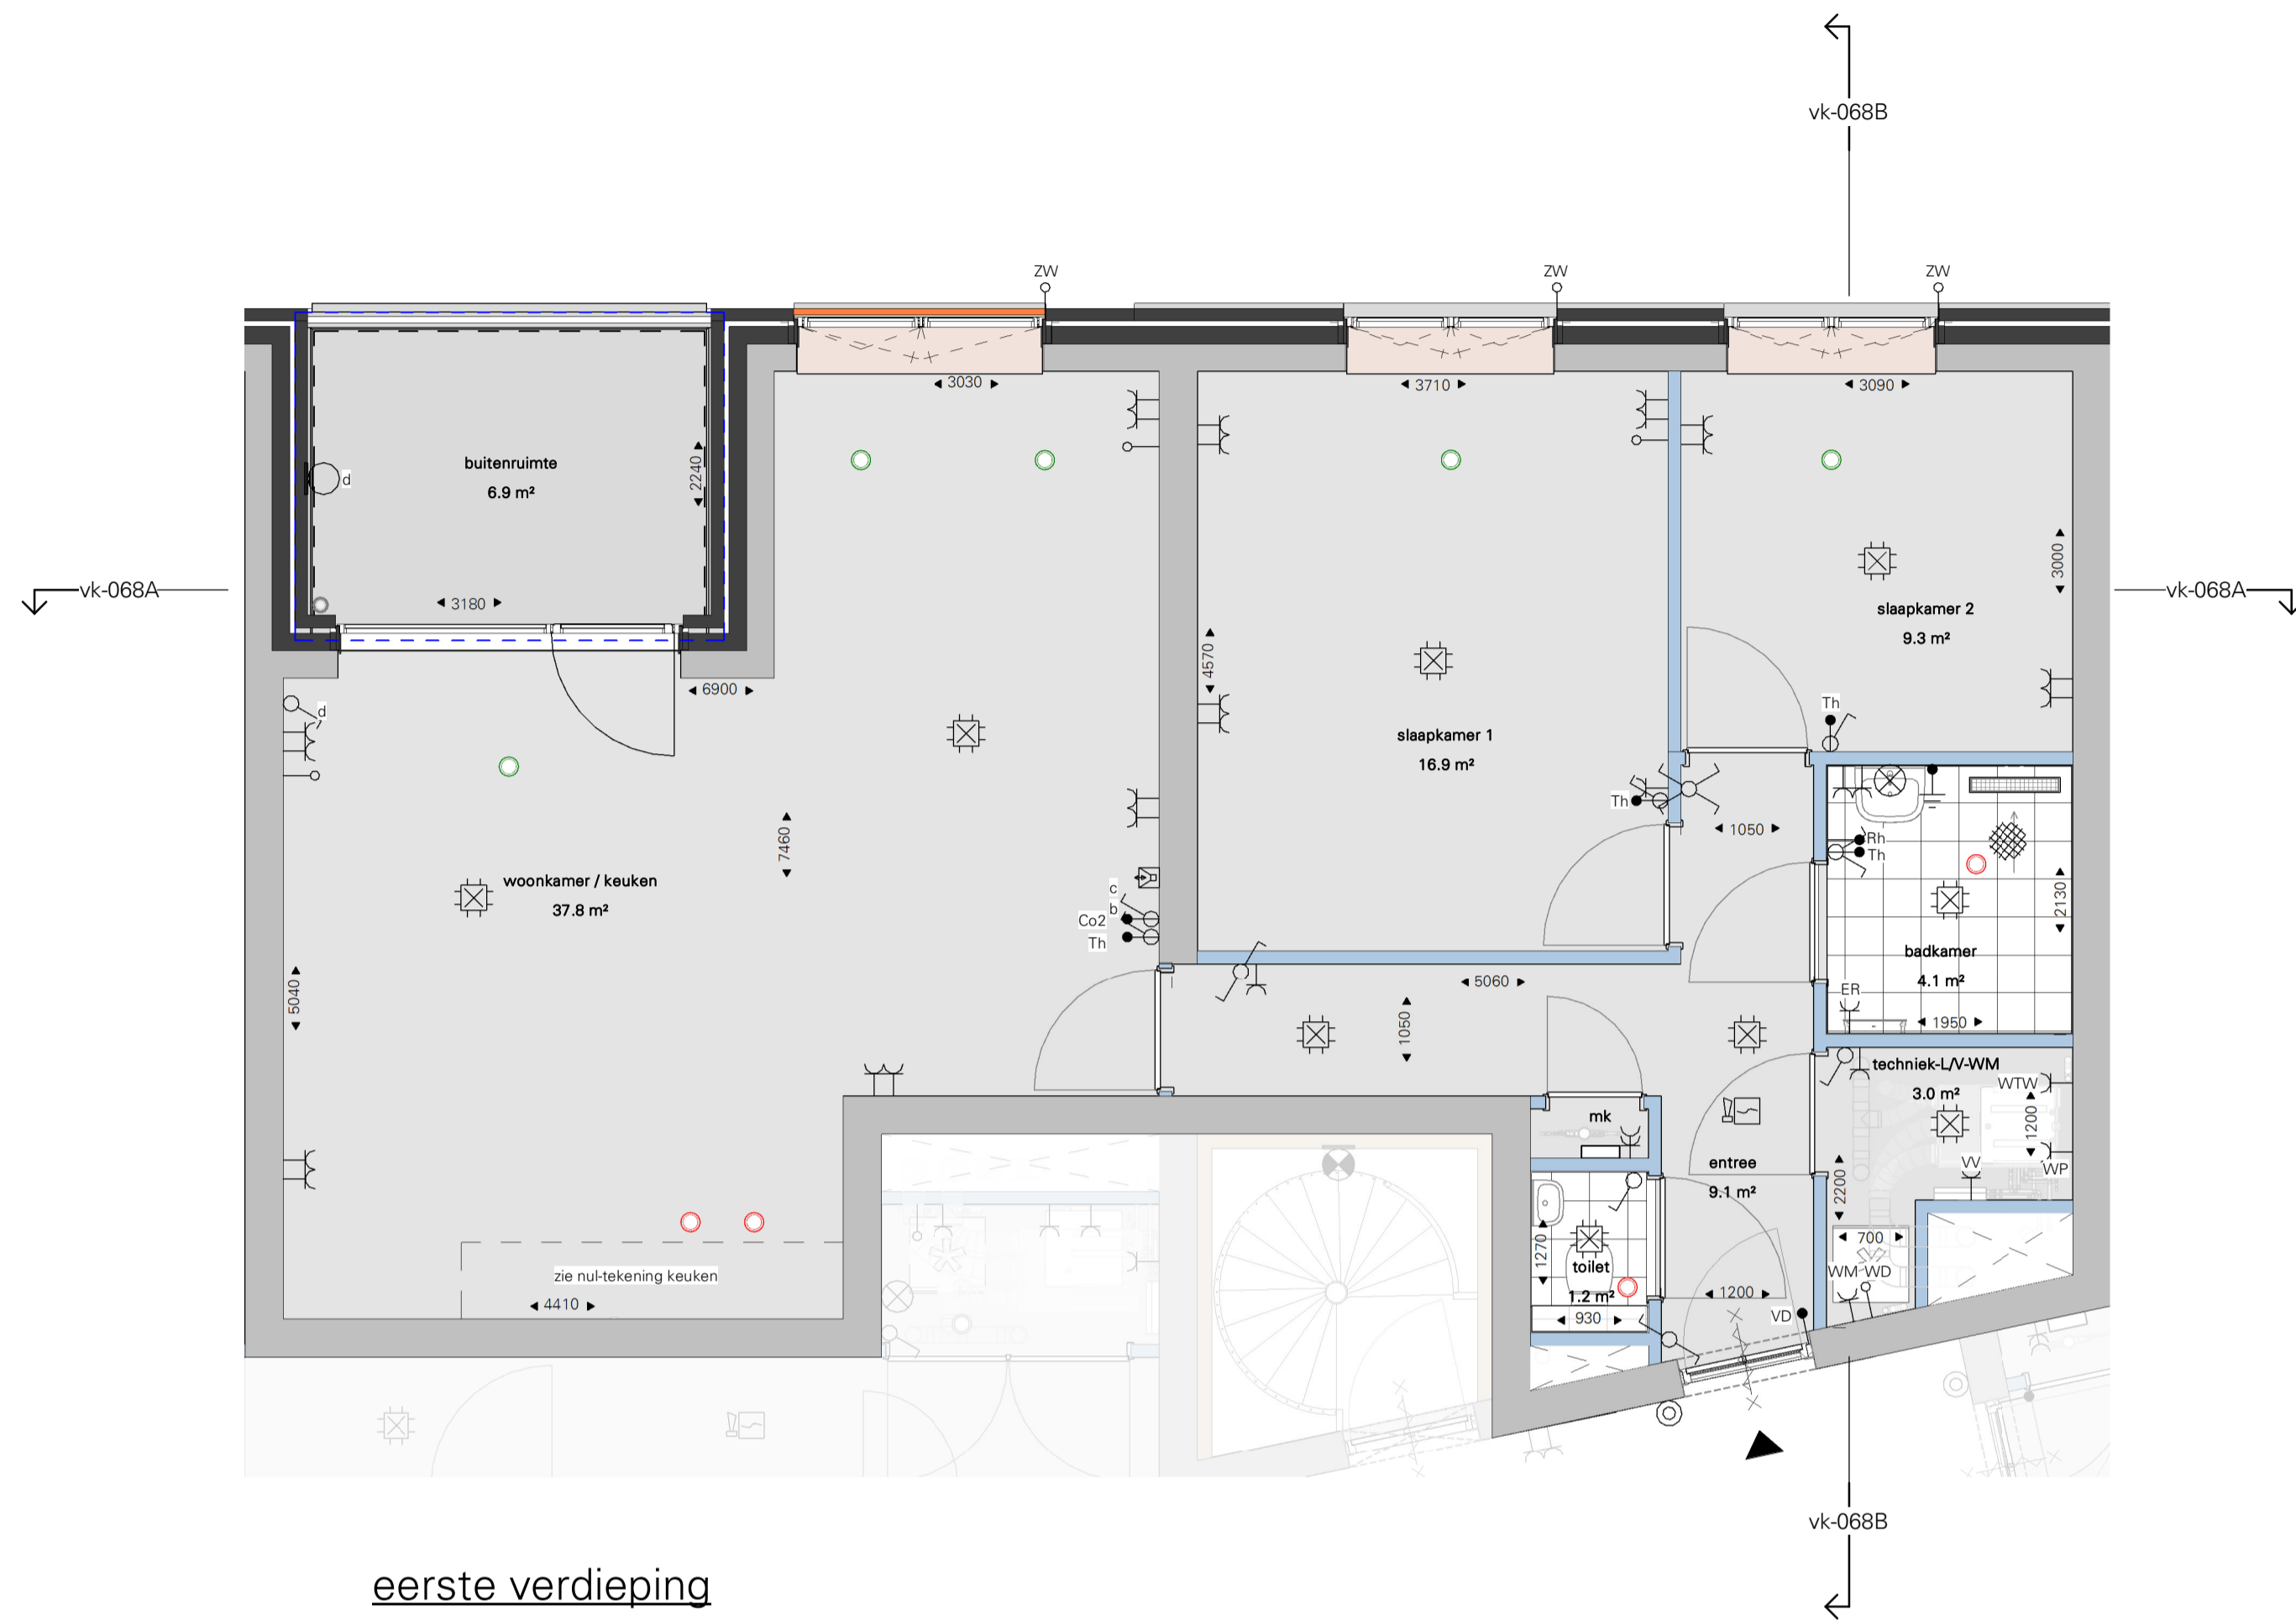 vk-068B
ZW
ZW
ZW
3030
3710
3090
buitenruimte
6.9 m²
2240
d
3180
vk-068A
vk-068A
3000
slaapkamer 2
9.3 m²
4570
6900
d
Th
slaapkamer 1
16.9 m²
Th
1050
7460
Rh
Th
woonkamer / keuken
37.8 m²
c
b
Co2
Th
2130
badkamer
4.1 m²
5040
5060
ER
1950
1050
techniek-L/V-WM
3.0 m²
WTW
1200
mk
entree
9.1 m²
VV
WP
2200
1270
700
toilet
1.2 m²
WM
WD
zie nul-tekening keuken
4410
930
1200
VD
vk-068B
eerste verdieping